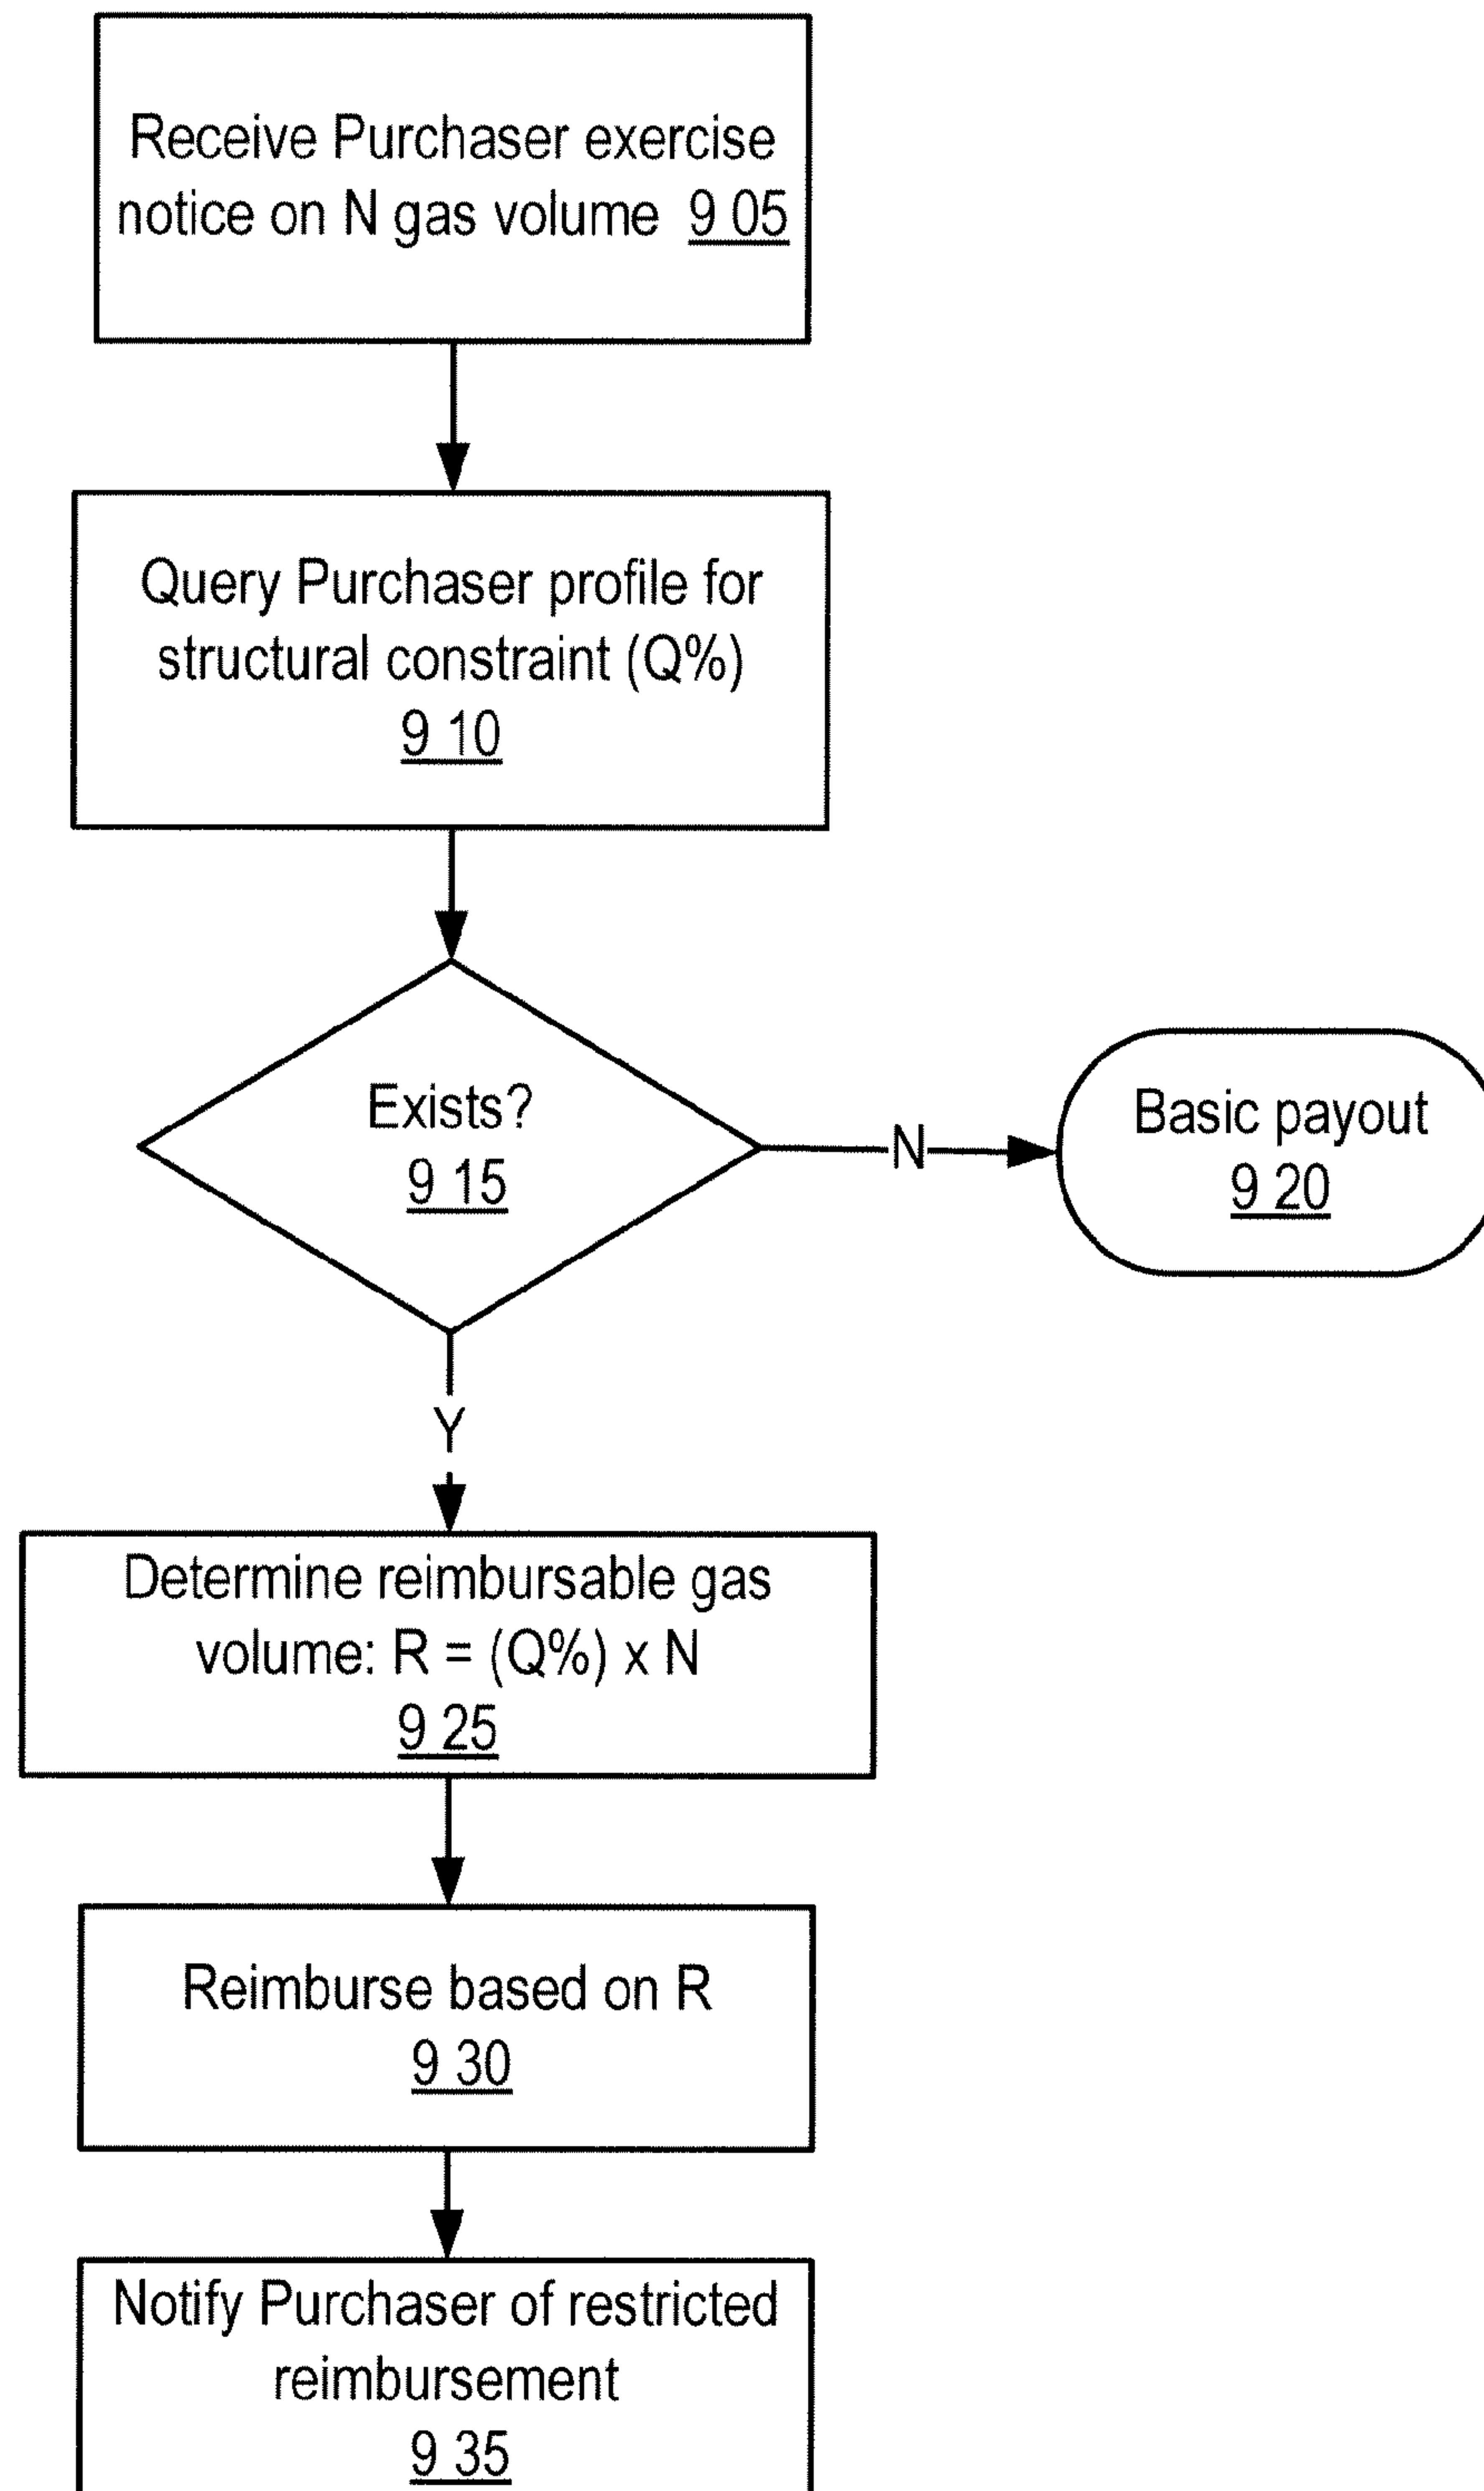 Receive Purchaser exercise
notice on N gas volume 9 05
Query Purchaser profile for
structural constraint (Q%)
9 10
Exists?
9 15
N
Basic payout
9 20
Y
Determine reimbursable gas
volume: R = (Q%) x N
9 25
Reimburse based on R
9 30
Notify Purchaser of restricted
reimbursement
9 35